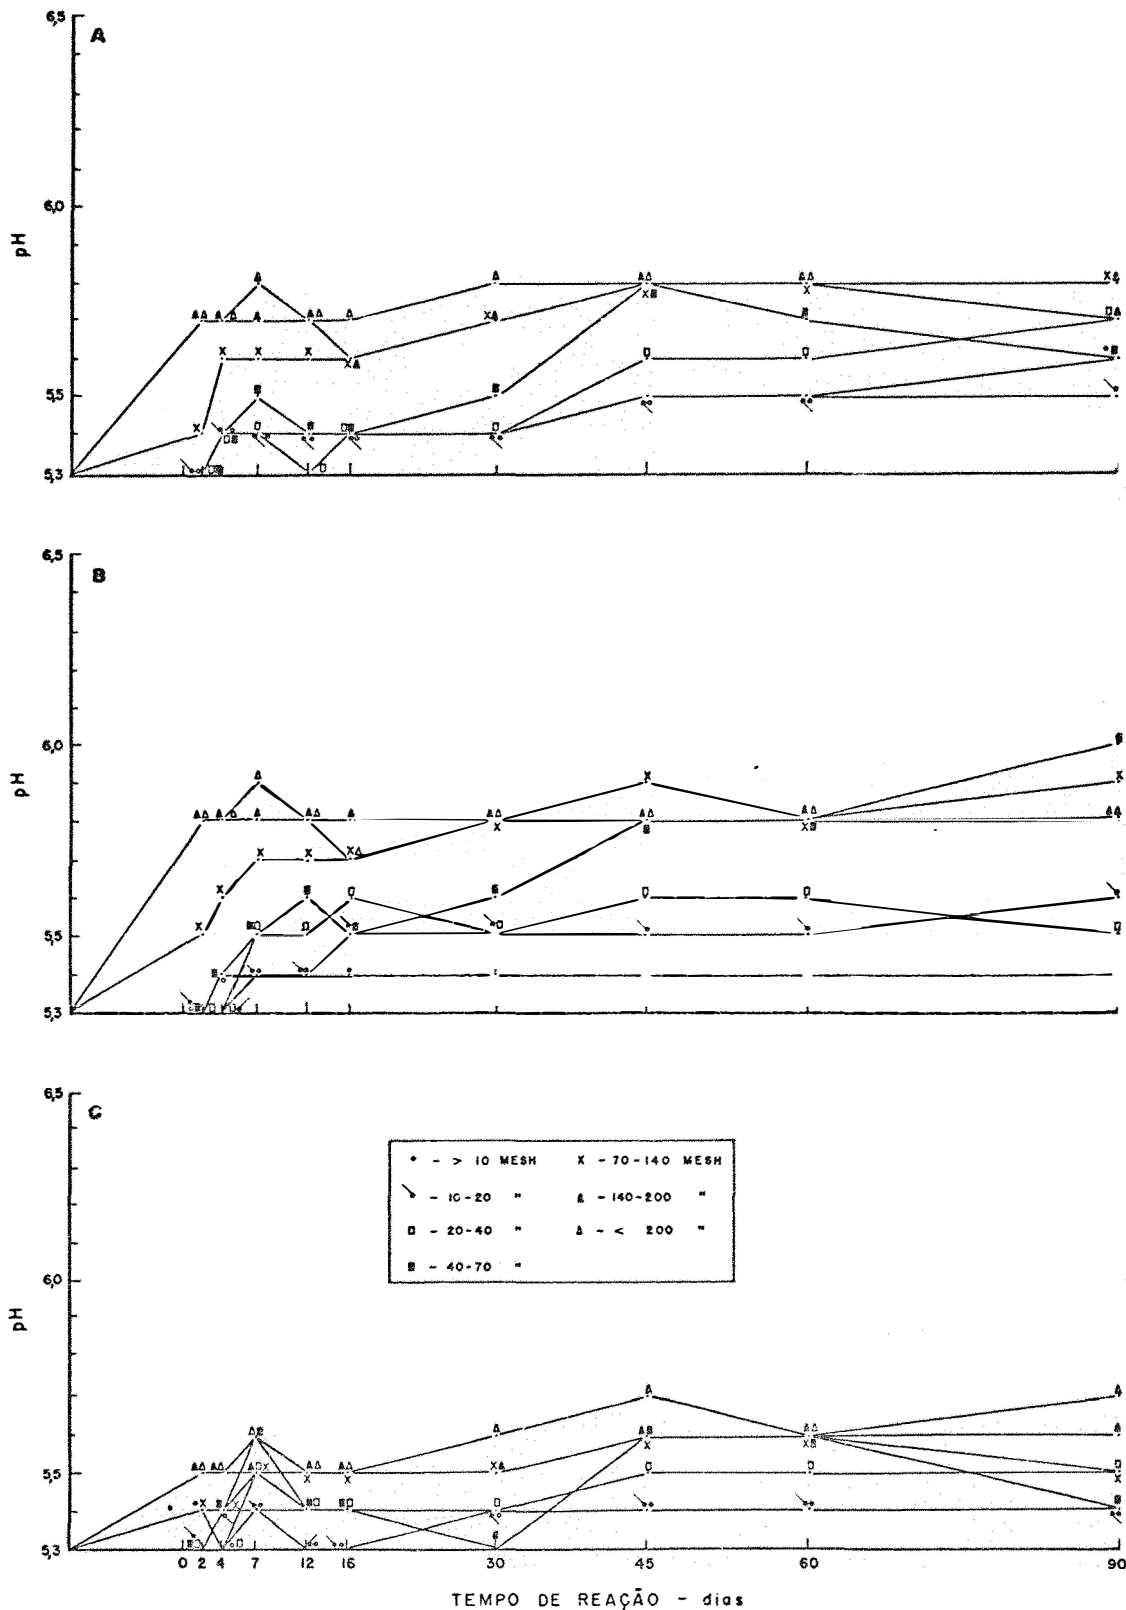 6,5
A
6,0
pH
5,5
5,3
6,5
B
6,0
pH
5,5
5,3
6,5
C
• - > 10 MESH X - 70-140 MESH
- 10-20 " - 140-200 "
□ - 20-40 " Δ - < 200 "
- 40-70 "
6,0
pH
5,5
5,3
0 2 4 7 12 16 30 45 60 90
TEMPO DE REAÇÃO - dias